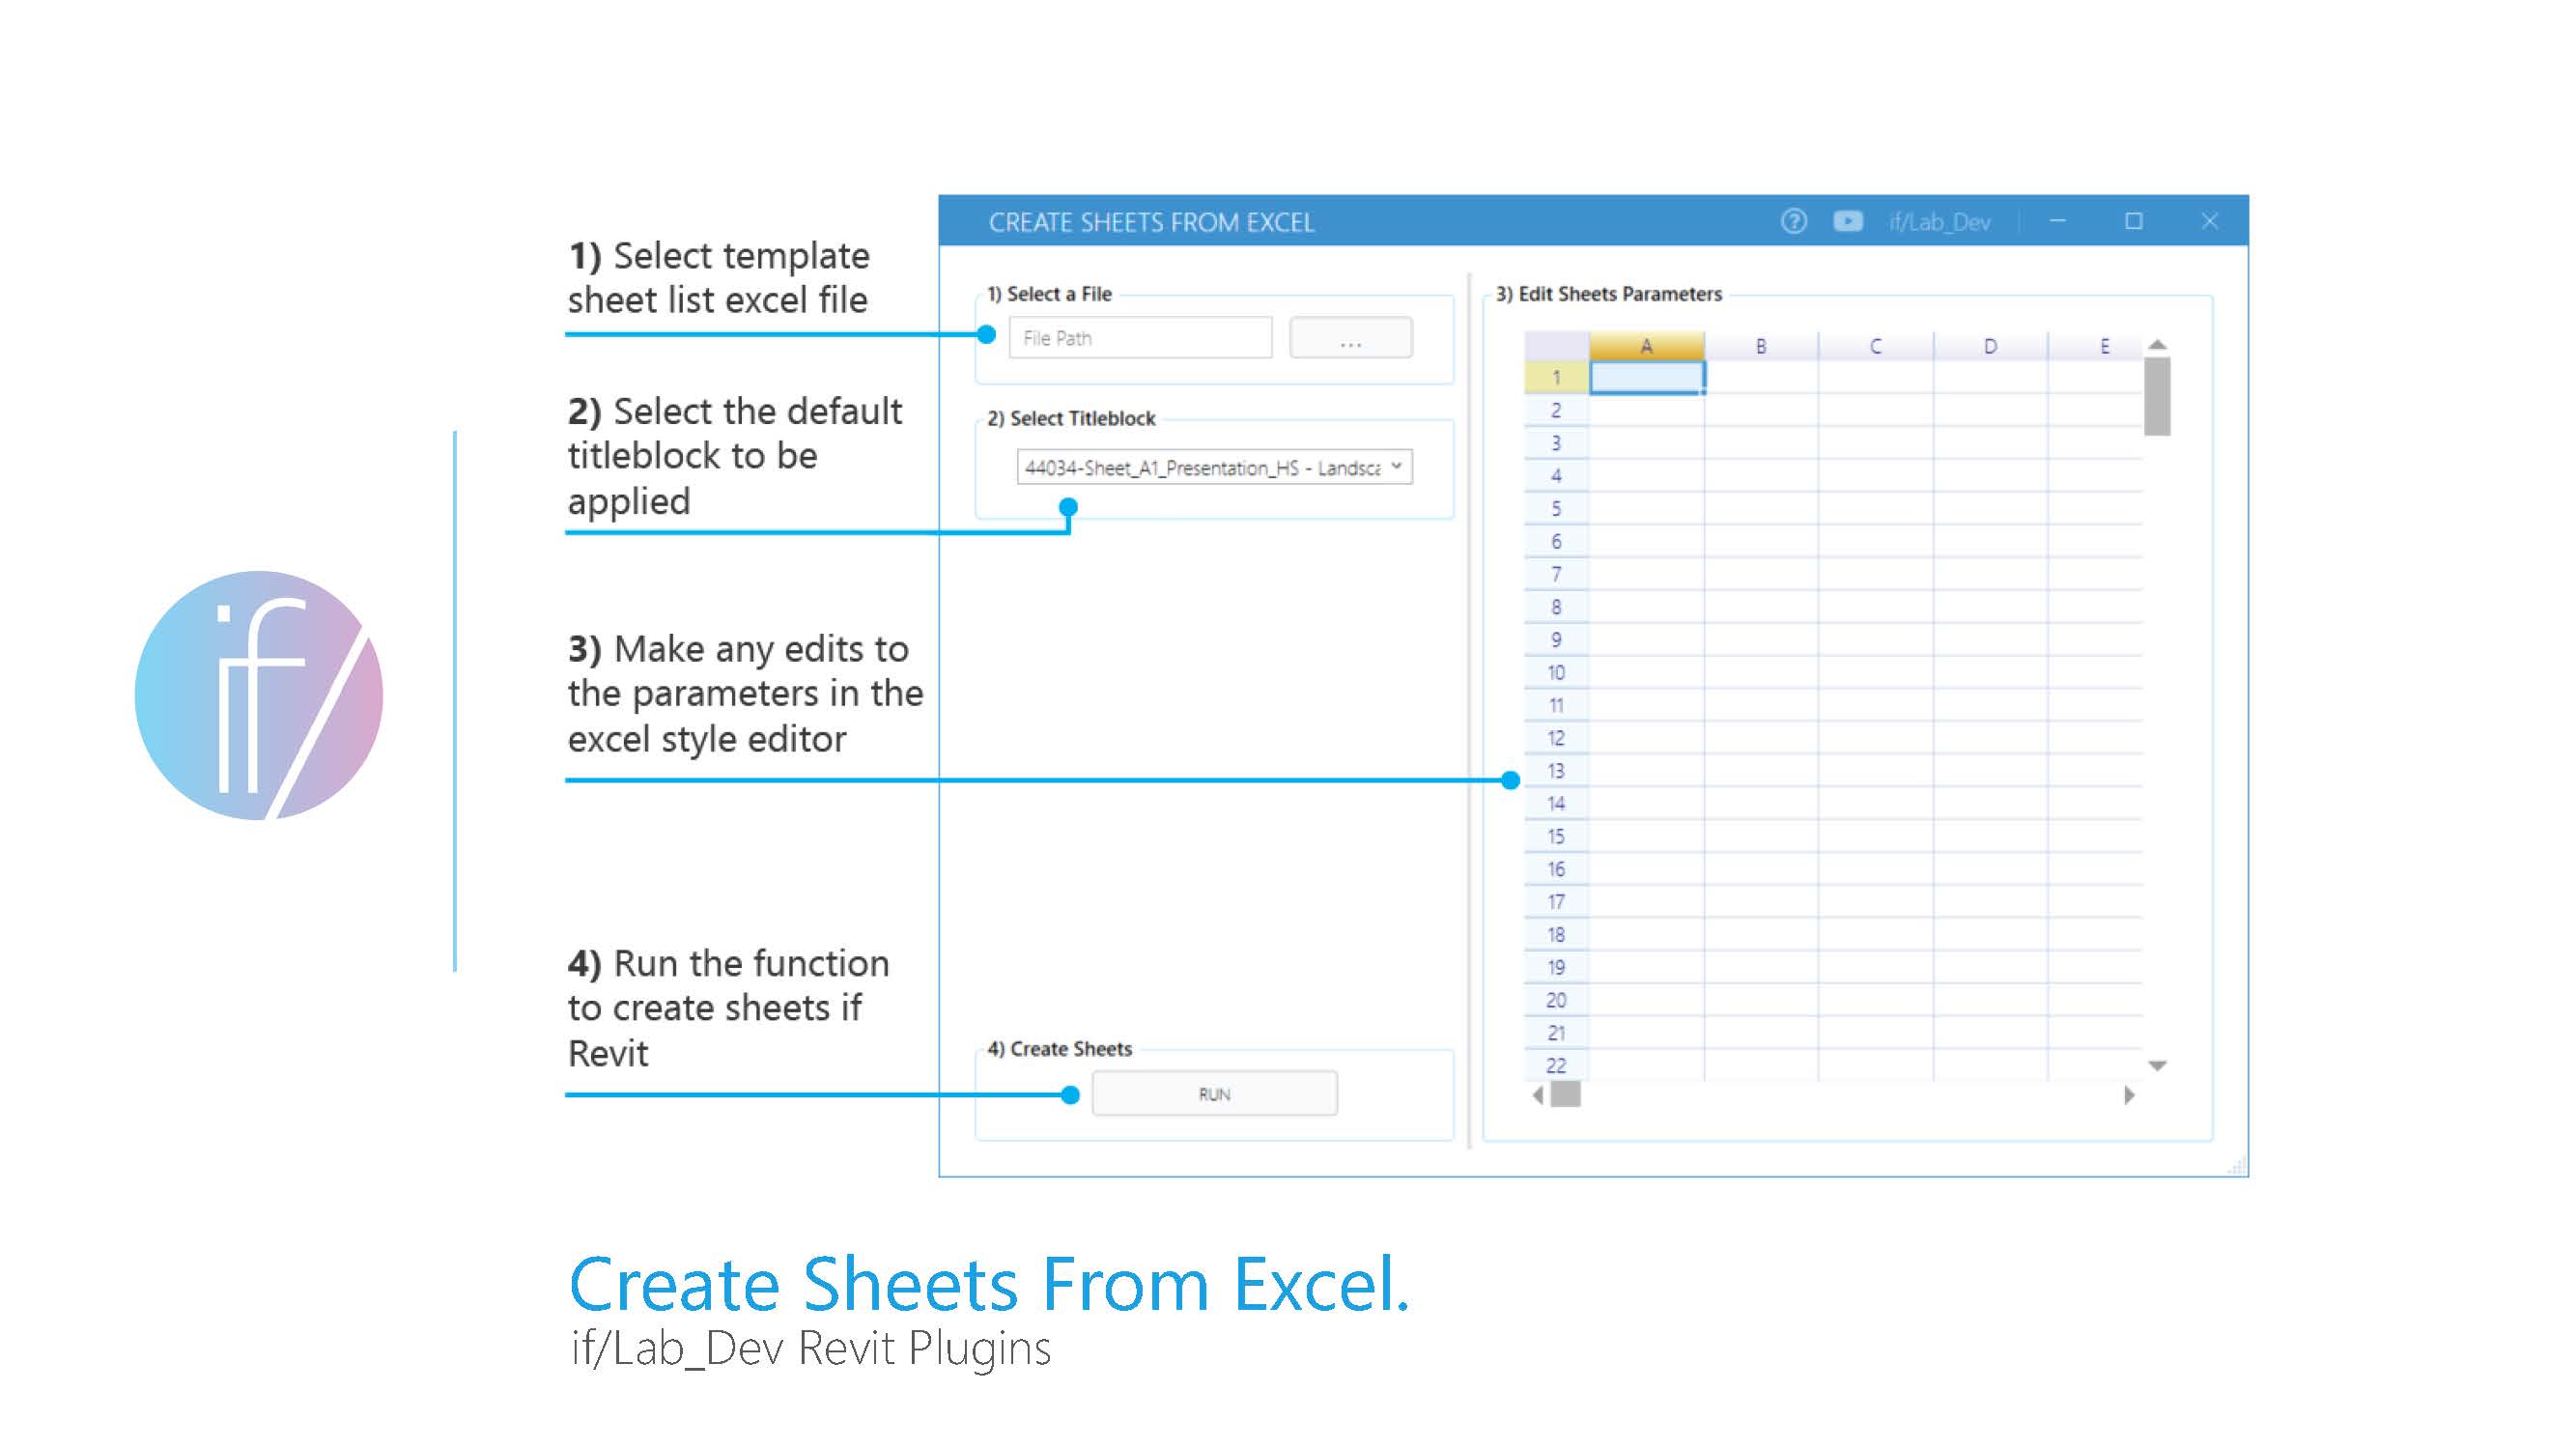 1) Select template
sheet list excel file
2) Select the default
titleblock to be
applied
3) Make any edits to
the parameters in the
excel style editor
4) Run the function
to create sheets if
Revit
if/
CREATE SHEETS FROM EXCEL
if/Lab_Dev
1) Select a File
File Path
...
2) Select Titleblock
44034-Sheet_A1_Presentation_HS - Landsca
4) Create Sheets
RUN
3) Edit Sheets Parameters
A B C D E
1
2
3
4
5
6
7
8
9
10
11
12
13
14
15
16
17
18
19
20
21
22
Create Sheets From Excel.
if/Lab_Dev Revit Plugins